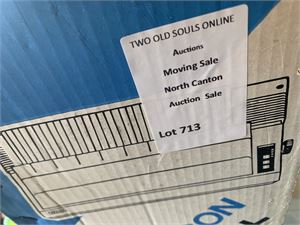 TWO OLD SOULS ONLINE
Auctions
Moving Sale
North Canton
Auction Sale
Lot 713